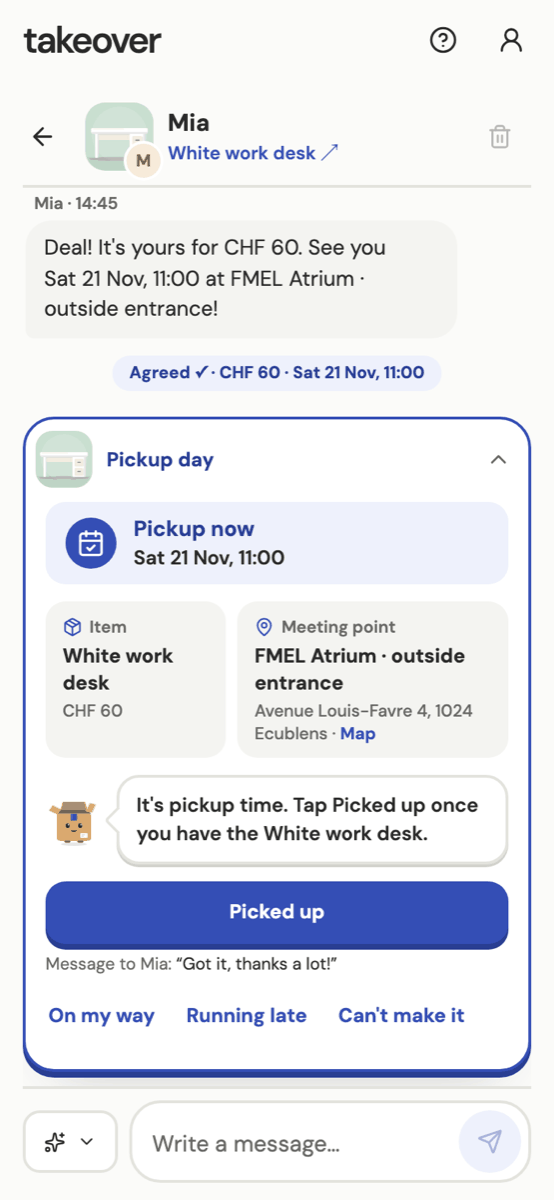 takeover
Mia
White work desk ↗
M
Mia · 14:45
Deal! It's yours for CHF 60. See you
Sat 21 Nov, 11:00 at FMEL Atrium ·
outside entrance!
Agreed ✓ · CHF 60 · Sat 21 Nov, 11:00
Pickup day
Pickup now
Sat 21 Nov, 11:00
Item
White work
desk
CHF 60
Meeting point
FMEL Atrium · outside
entrance
Avenue Louis-Favre 4, 1024
Ecublens · Map
It's pickup time. Tap Picked up once
you have the White work desk.
Picked up
Message to Mia: “Got it, thanks a lot!”
On my way Running late Can't make it
Write a message...